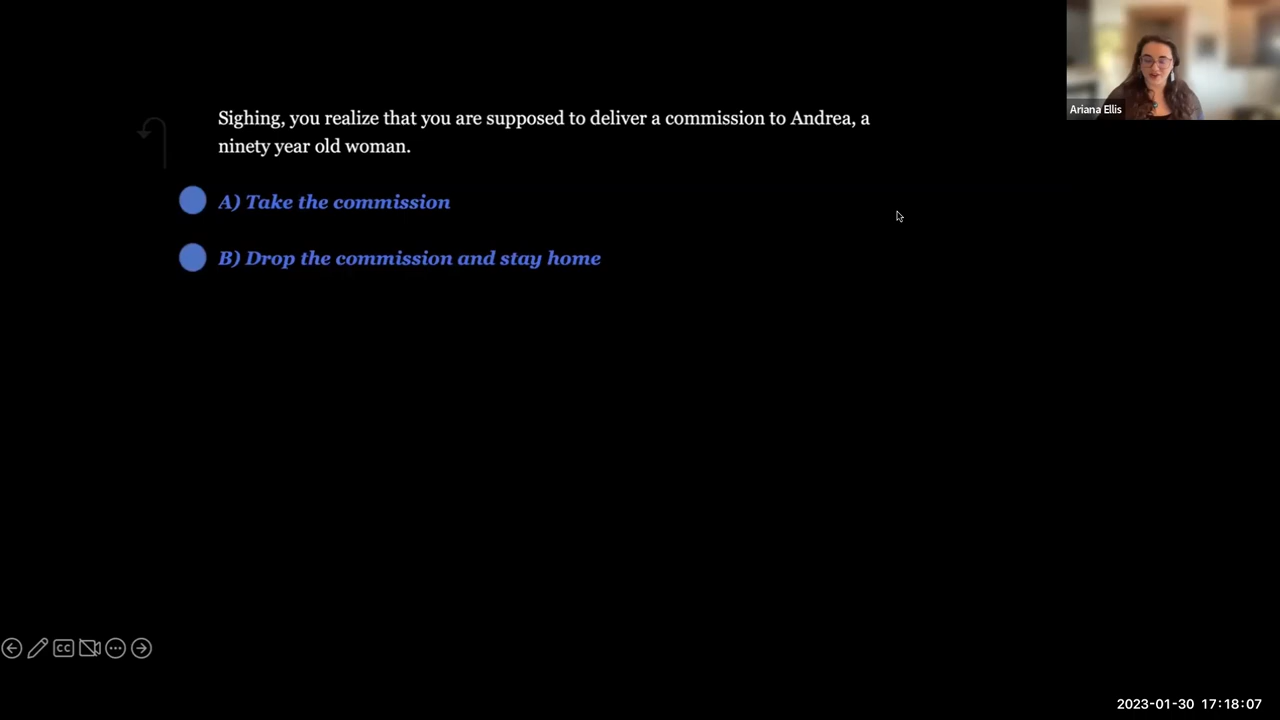 Ariana Ellis
Sighing, you realize that you are supposed to deliver a commission to Andrea, a
ninety year old woman.
A) Take the commission
B) Drop the commission and stay home
CC
2023-01-30 17:18:07